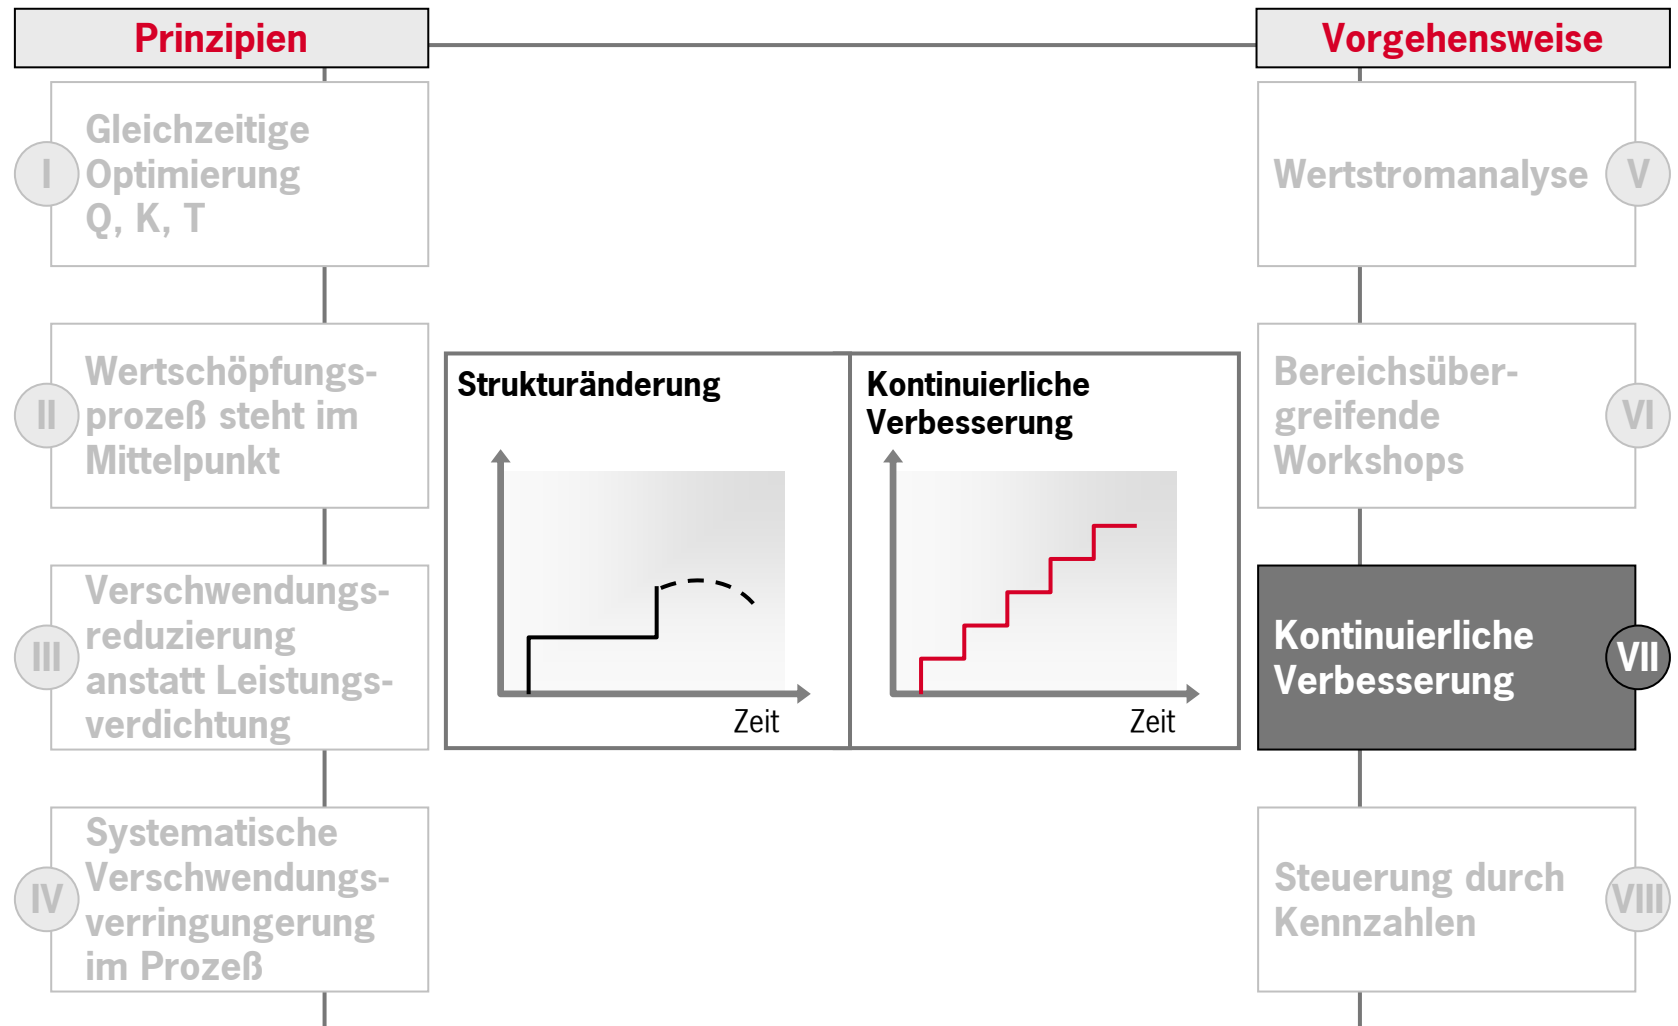 Prinzipien
I
Gleichzeitige
Optimierung
Q, K, T
II
Wertschöpfungs-
prozeß steht im
Mittelpunkt
III
Verschwendungs-
reduzierung
anstatt Leistungs-
verdichtung
IV
Systematische
Verschwendungs-
verringungerung
im Prozeß
Strukturänderung
Zeit
Kontinuierliche
Verbesserung
Zeit
Vorgehensweise
Wertstromanalyse
V
Bereichsüber-
greifende
Workshops
VI
Kontinuierliche
Verbesserung
VII
Steuerung durch
Kennzahlen
VIII